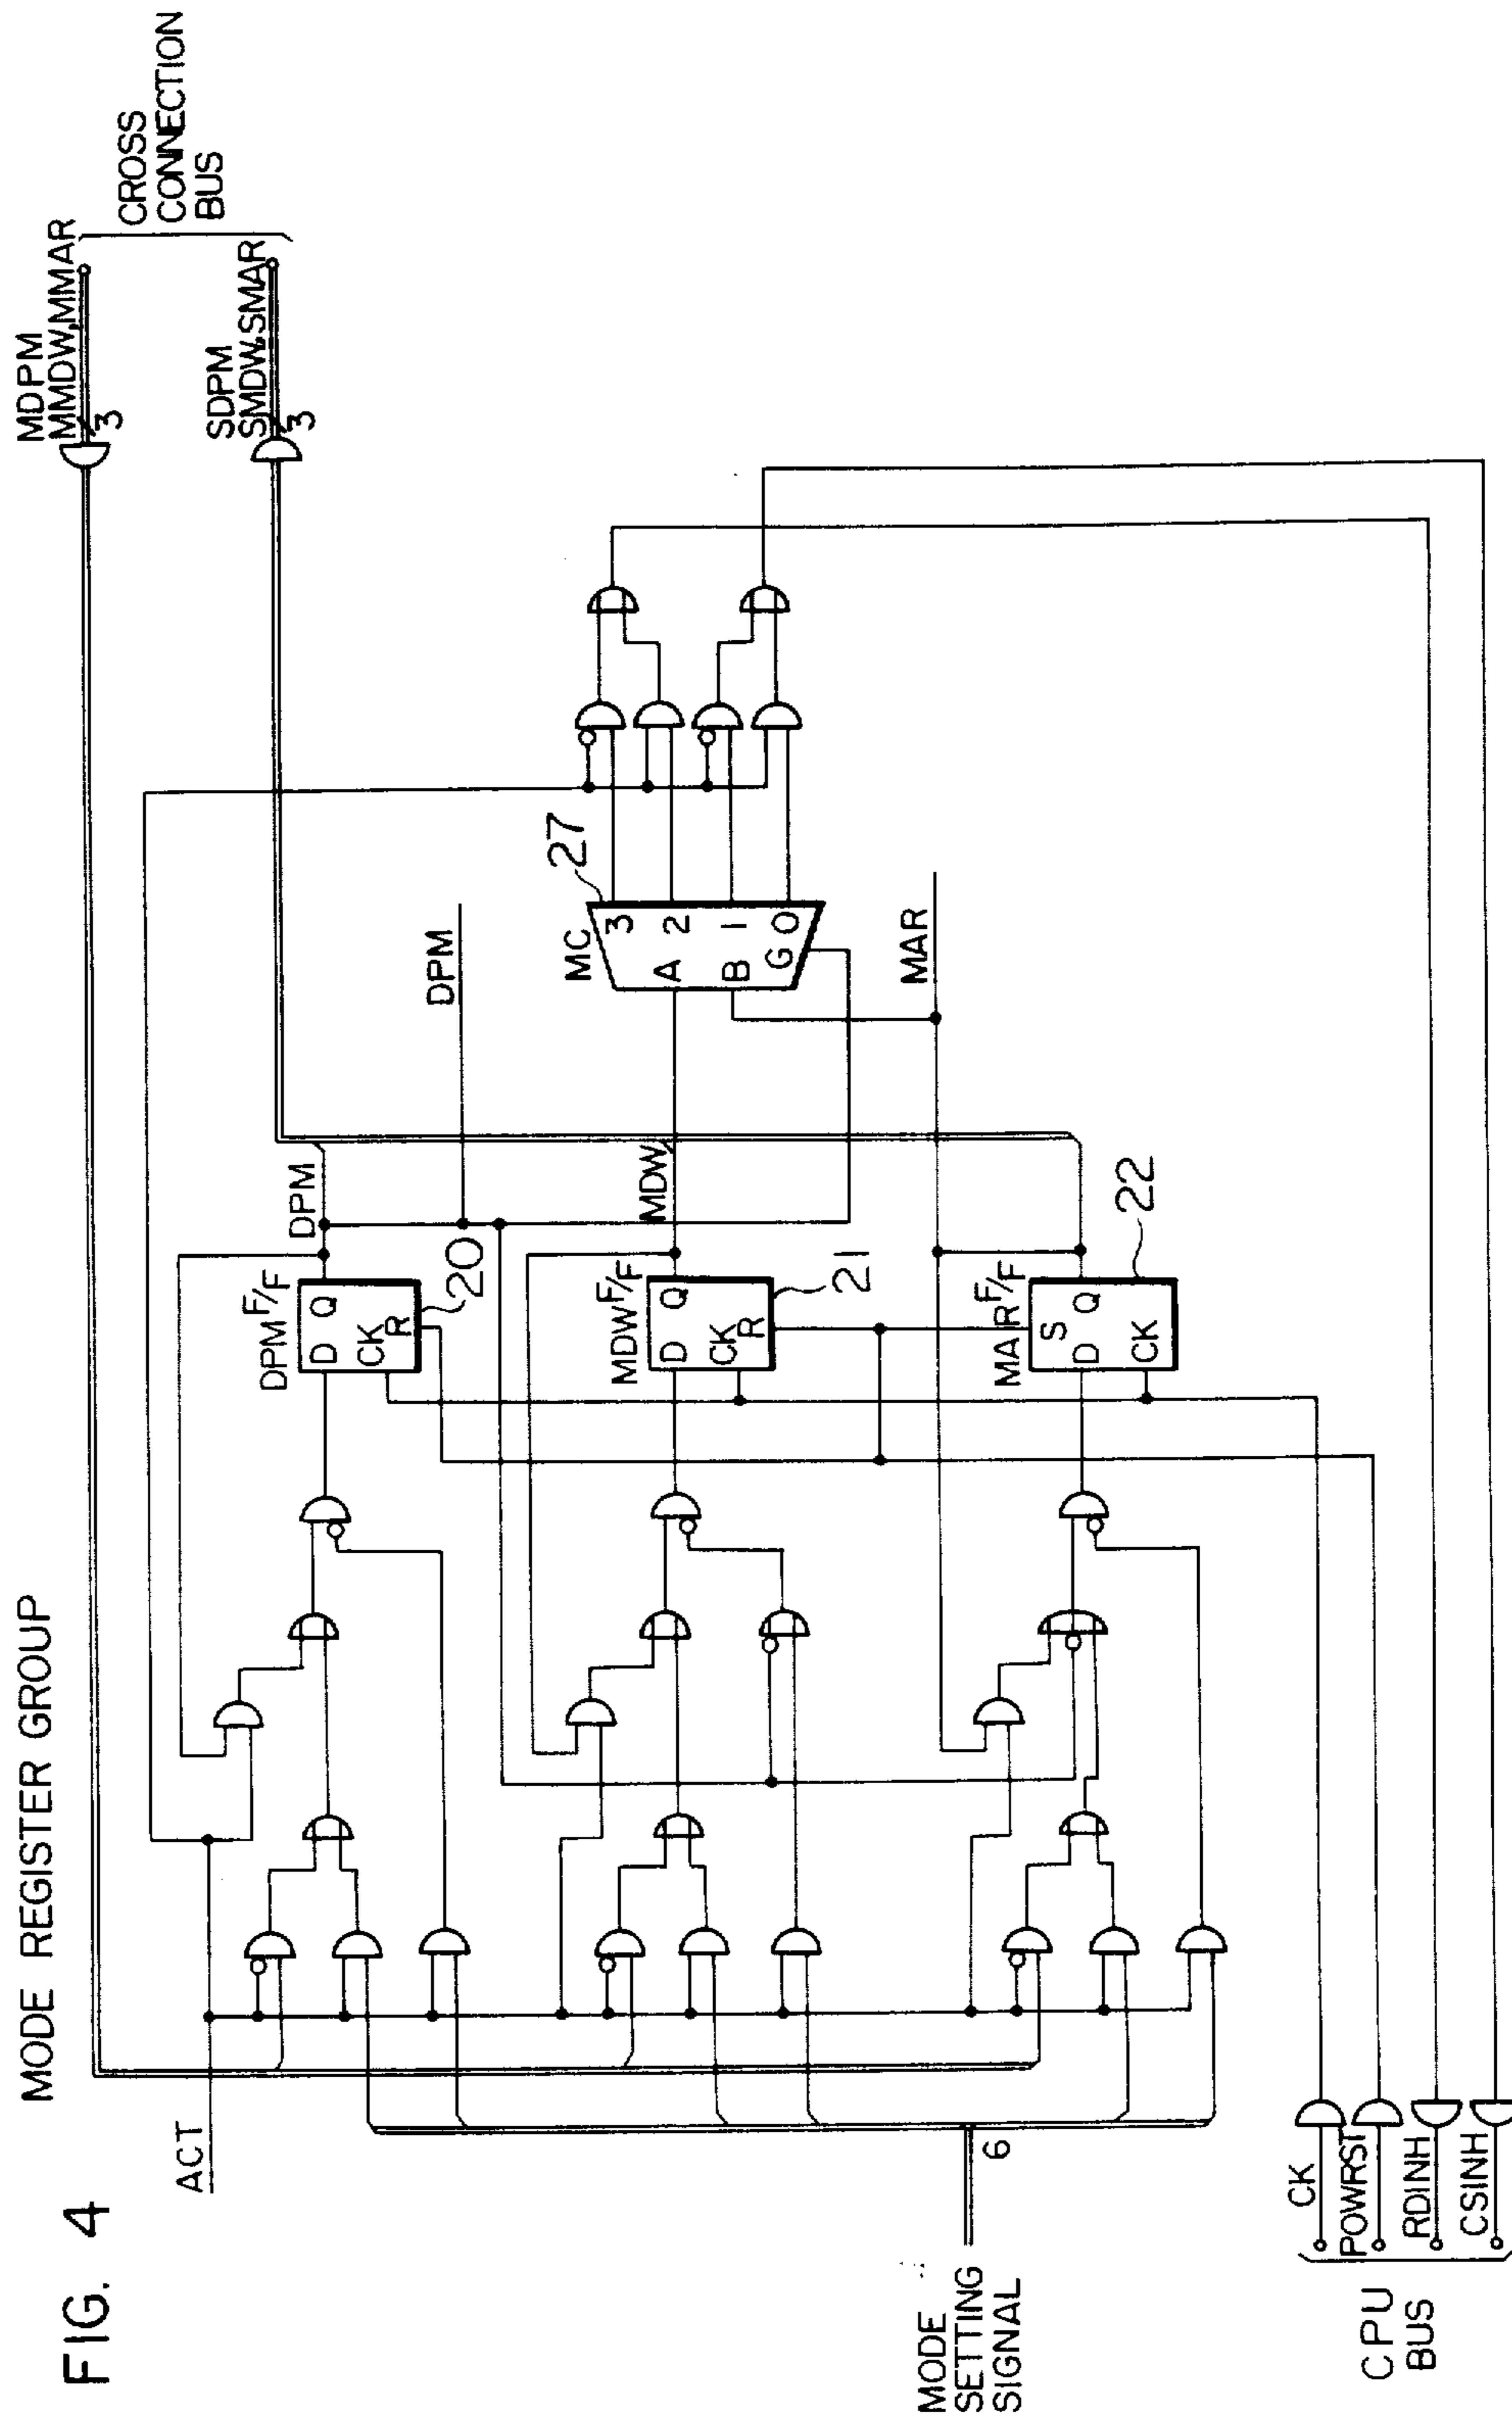 FIG. 4
MODE REGISTER GROUP
MDPM
MMDW,MMAR
3
SDPM
SMDW,SMAR
3
CROSS
CONNECTION
BUS
ACT
DPM F/F
D Q
CK
R
20
DPM
DPM
MDW F/F
D Q
CK
R
21
MDW
MC
27
A
B
G
3
2
1
0
MAR
MAR F/F
S
D Q
CK
22
MODE
SETTING
SIGNAL
6
CPU
BUS
CK
POWRST
RDINH
CSINH